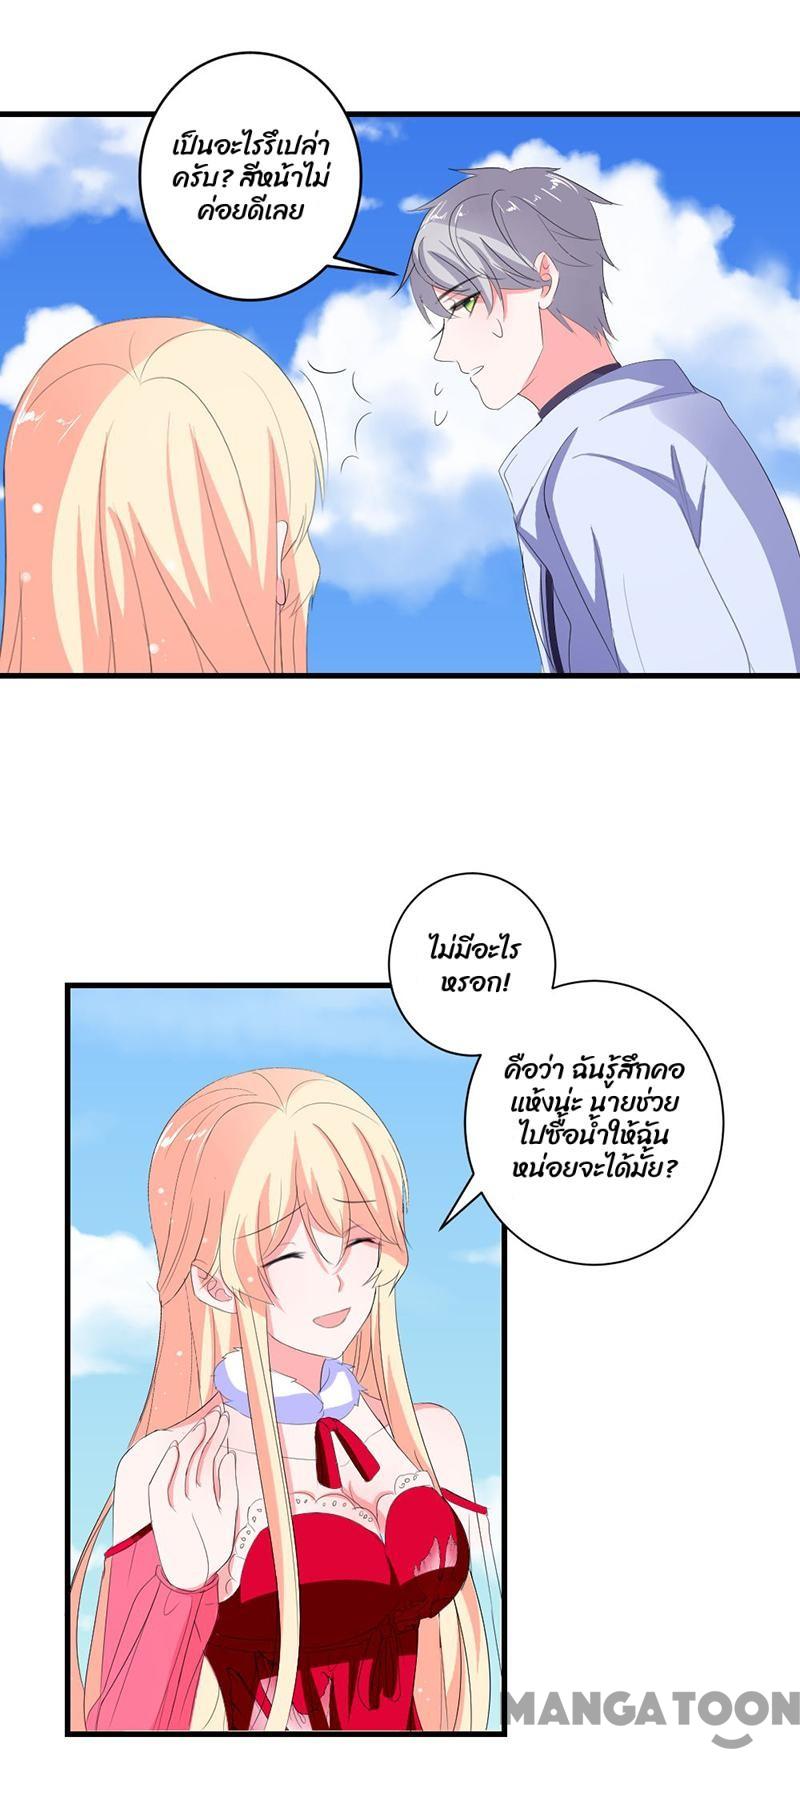 เป็นอะไรรึเปล่า
ครับ? สีหน้าไม่
ค่อยดีเลย
ไม่มีอะไร
หรอก!
คือว่า ฉันรู้สึกคอ
แห้งน่ะ นายช่วย
ไปซื้อน้ำให้ฉัน
หน่อยจะได้มั้ย?
MANGATOON